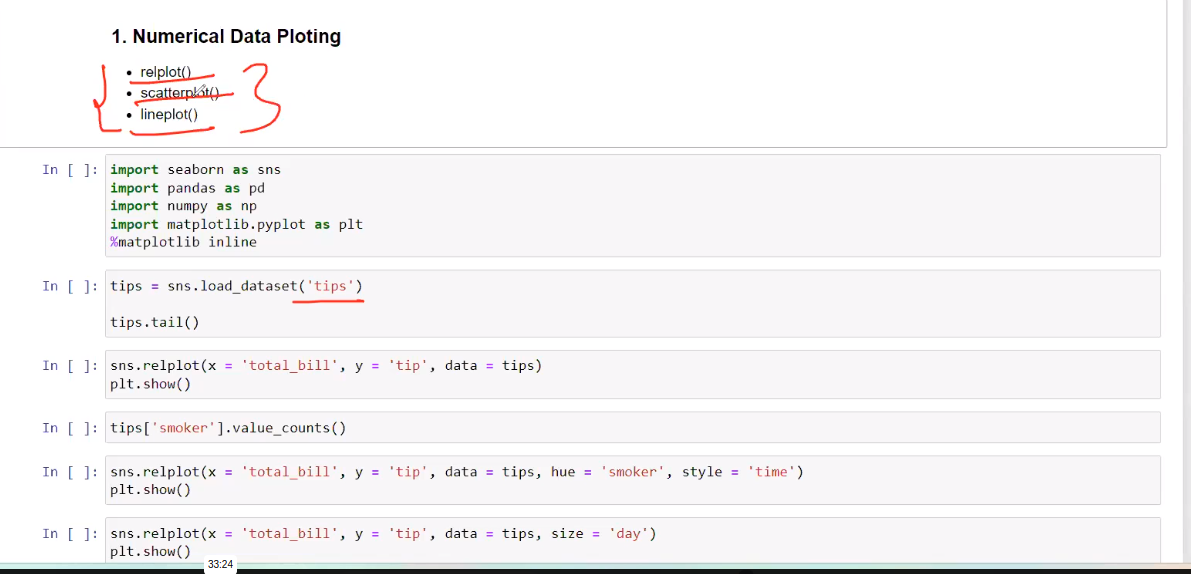 1. Numerical Data Ploting
• relplot()
• scatterplot()
• lineplot()
In [ ]: import seaborn as sns
import pandas as pd
import numpy as np
import matplotlib.pyplot as plt
%matplotlib inline
In [ ]: tips = sns.load_dataset('tips')
tips.tail()
In [ ]: sns.relplot(x = 'total_bill', y = 'tip', data = tips)
plt.show()
In [ ]: tips['smoker'].value_counts()
In [ ]: sns.relplot(x = 'total_bill', y = 'tip', data = tips, hue = 'smoker', style = 'time')
plt.show()
In [ ]: sns.relplot(x = 'total_bill', y = 'tip', data = tips, size = 'day')
plt.show()
33:24